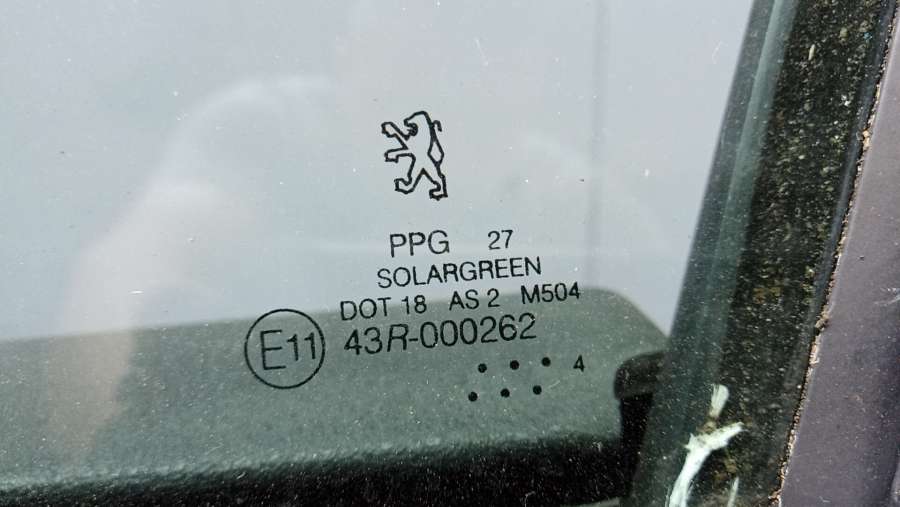 PPG 27
SOLARGREEN
DOT 18 AS 2 M504
E11 43R-000262
4